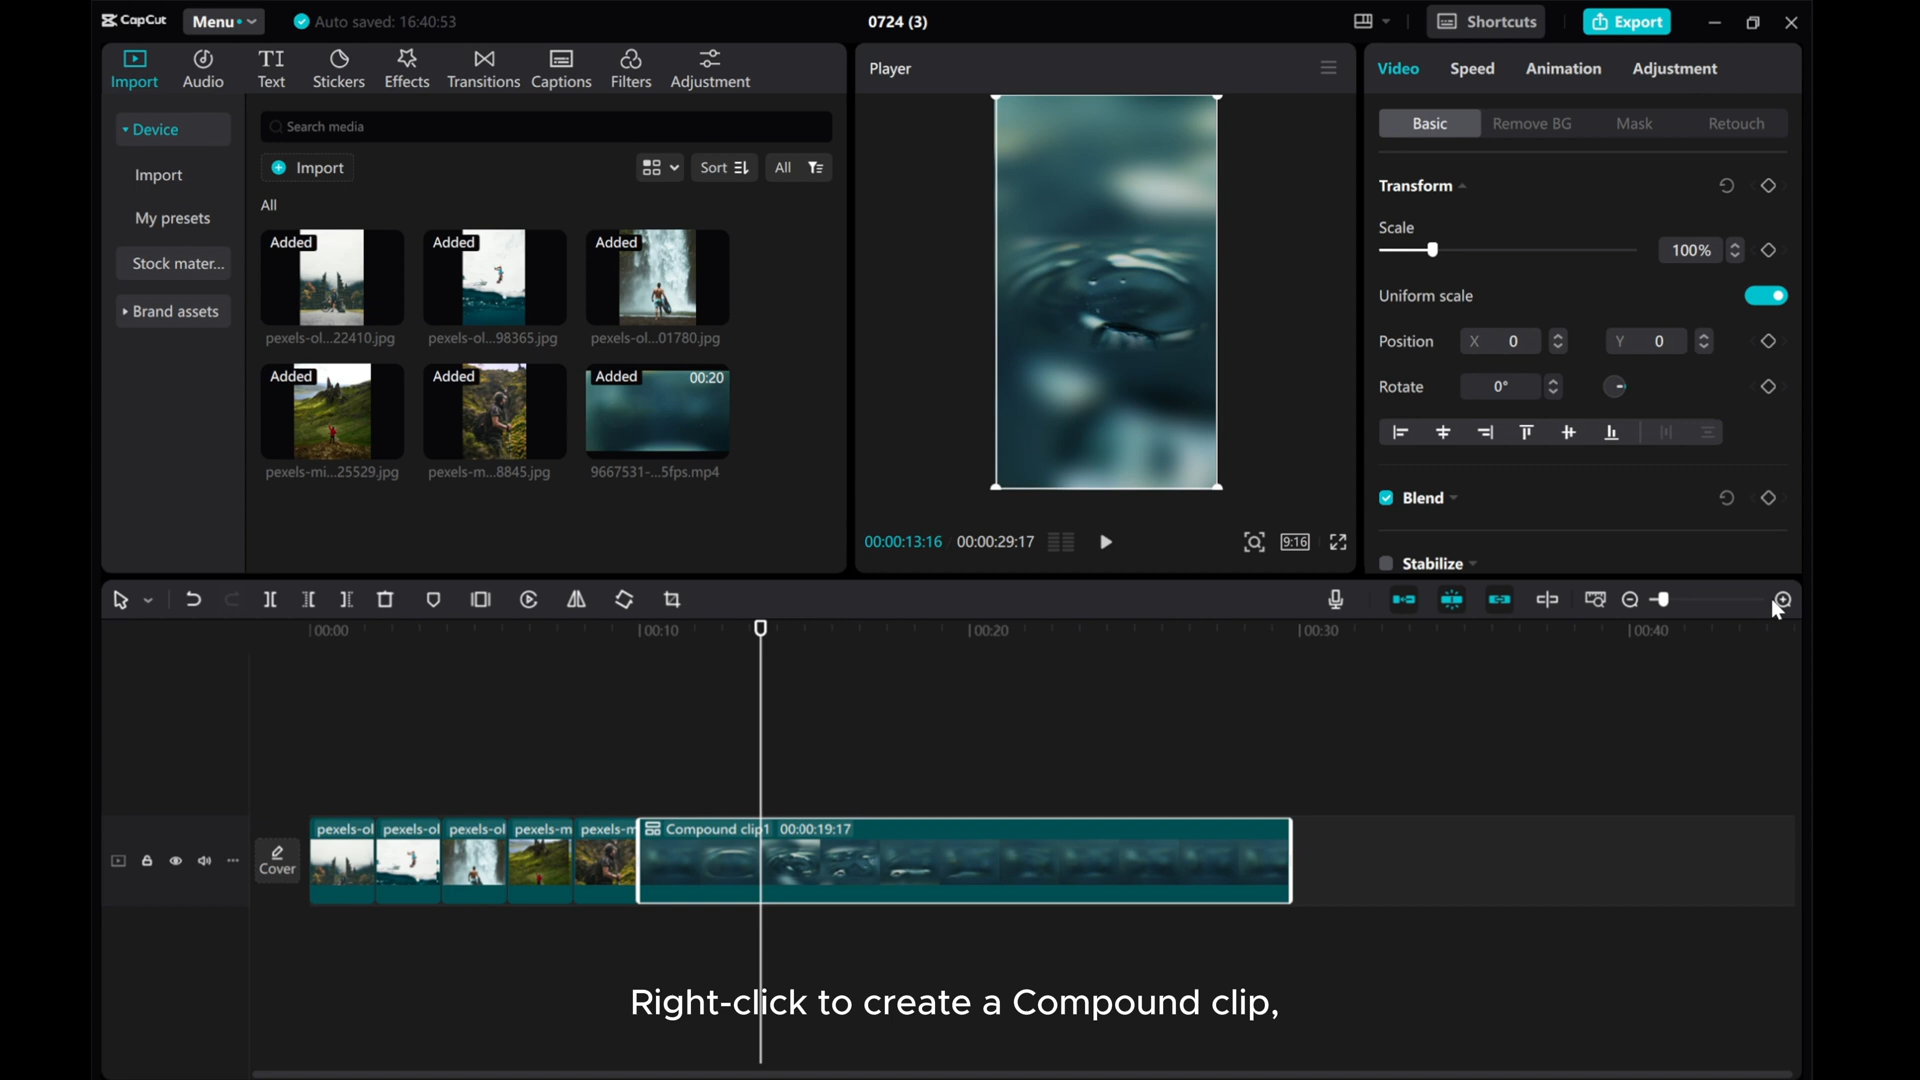 CapCut
Menu
Auto saved: 16:40:53
0724 (3)
Shortcuts
Export
Import
Audio
TI
Text
Stickers
Effects
Transitions
Captions
Filters
Adjustment
Device
Import
My presets
Stock mater...
Brand assets
Search media
Import
Sort
All
All
Added
Added
Added
pexels-ol...22410.jpg
pexels-ol...98365.jpg
pexels-ol...01780.jpg
Added
Added
Added
00:20
pexels-mi...25529.jpg
pexels-m...8845.jpg
9667531-...5fps.mp4
Player
00:00:13:16
00:00:29:17
9:16
Video
Speed
Animation
Adjustment
Basic
Remove BG
Mask
Retouch
Transform
Scale
100%
Uniform scale
Position
X 0
Y 0
Rotate
0°
Blend
Stabilize
00:00
00:10
00:20
00:30
00:40
Cover
pexels-ol
pexels-ol
pexels-ol
pexels-m
pexels-m
Compound clip1 00:00:19:17
Right-click to create a Compound clip,